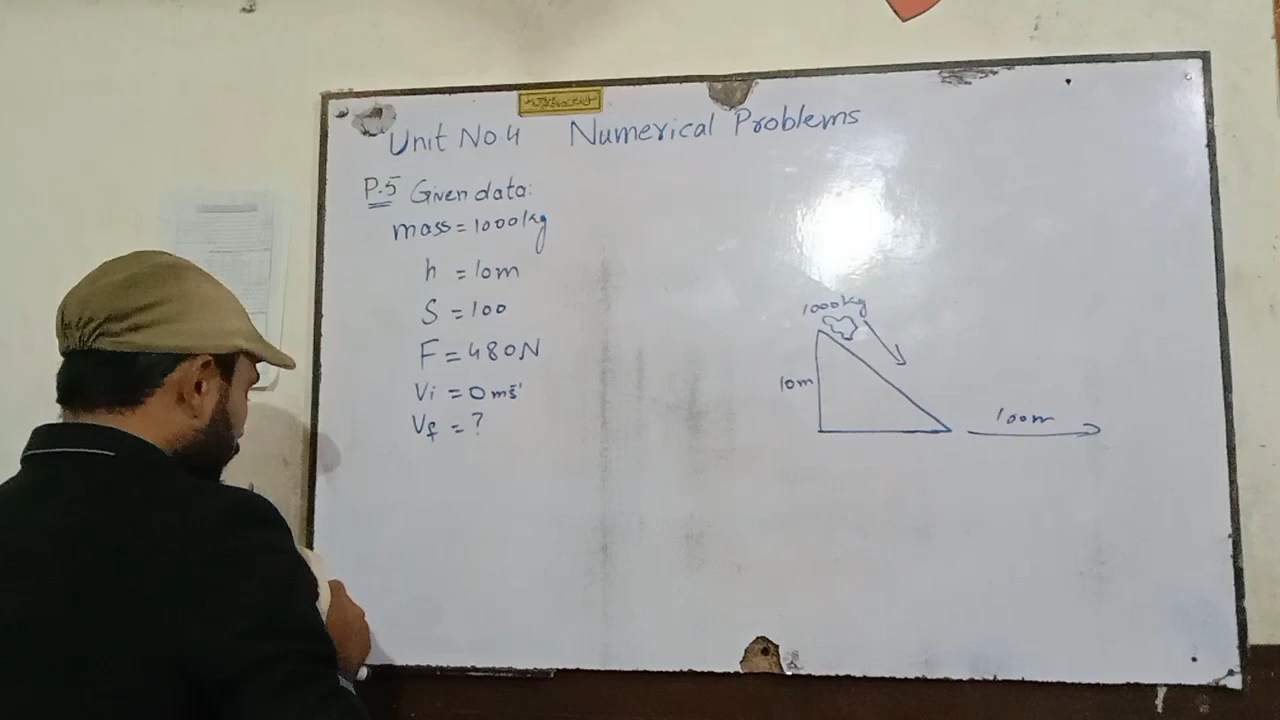 Unit No 4 Numerical Problems
P.5 Given data:
mass = 1000kg
h = 10m
S = 100
F = 480N
Vi = 0 ms⁻¹
Vf = ?
1000kg
10m
100m